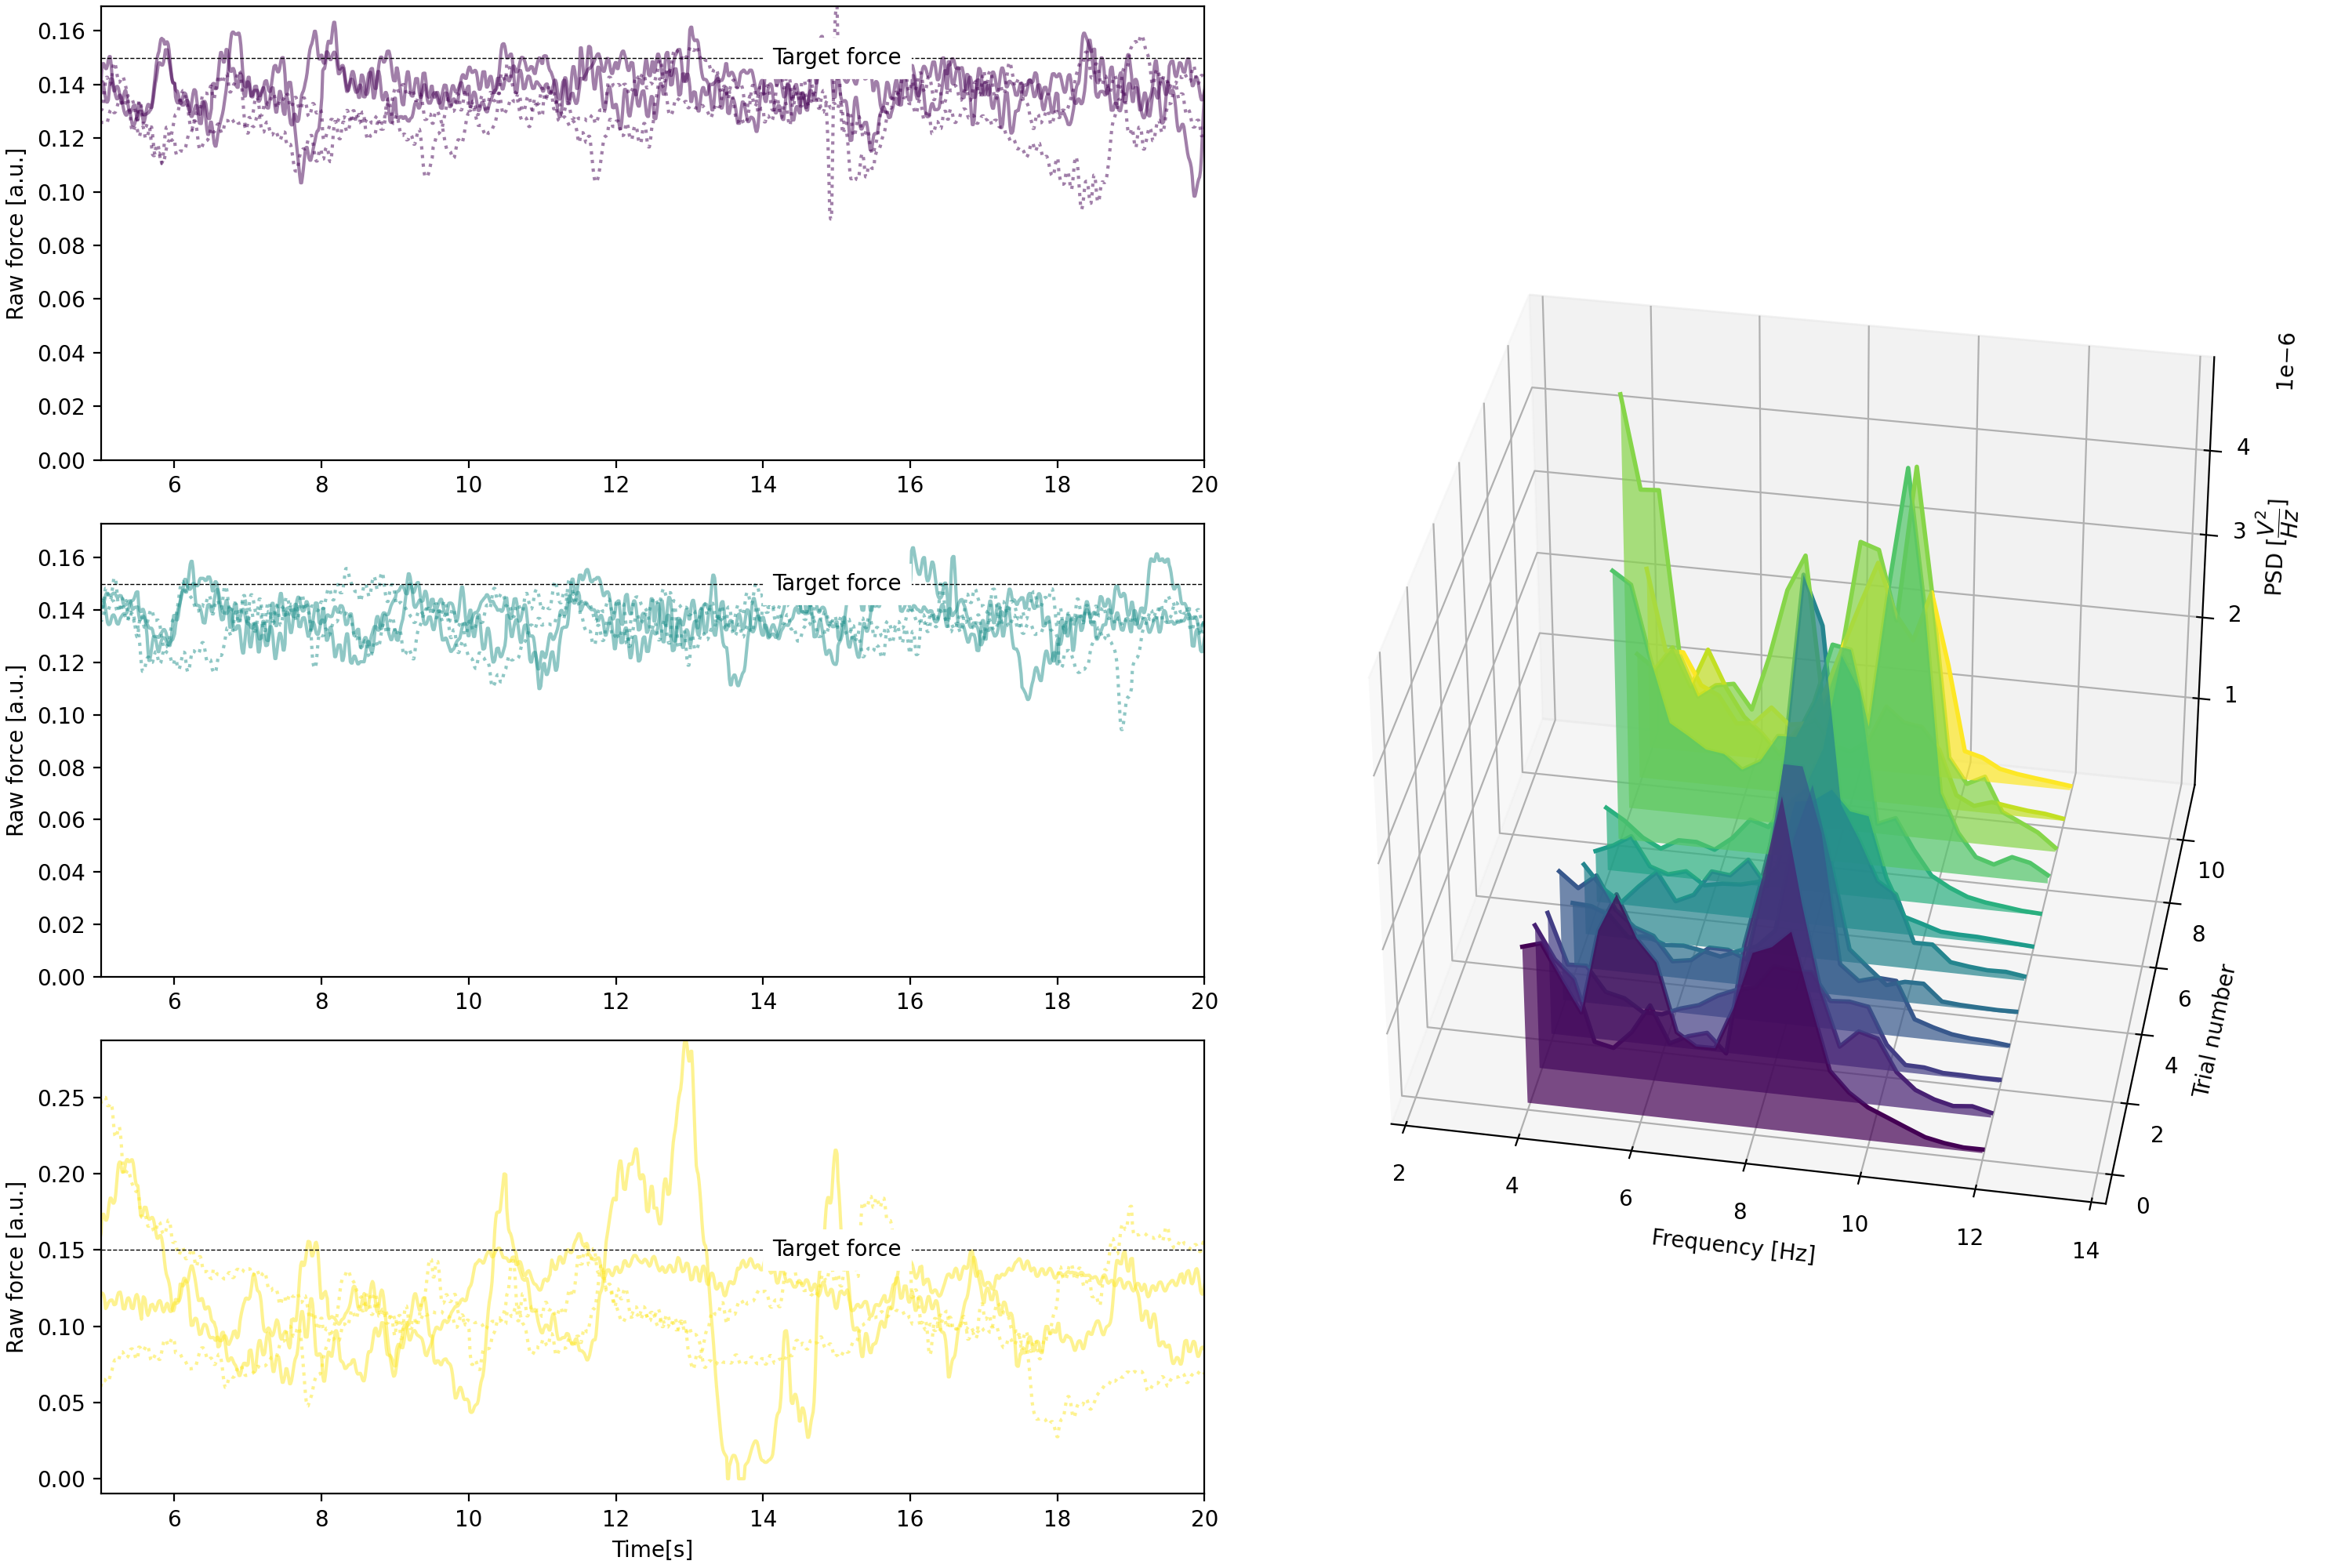 0.16
0.14
0.12
0.10
0.08
0.06
0.04
0.02
0.00
Raw force [a.u.]
Target force
6 8 10 12 14 16 18 20
0.16
0.14
0.12
0.10
0.08
0.06
0.04
0.02
0.00
Raw force [a.u.]
Target force
6 8 10 12 14 16 18 20
0.25
0.20
0.15
0.10
0.05
0.00
Raw force [a.u.]
Target force
6 8 10 12 14 16 18 20
Time[s]
1e−6
4
3
2
1
PSD [V²/Hz]
10
8
6
4
2
0
Trial number
2 4 6 8 10 12 14
Frequency [Hz]